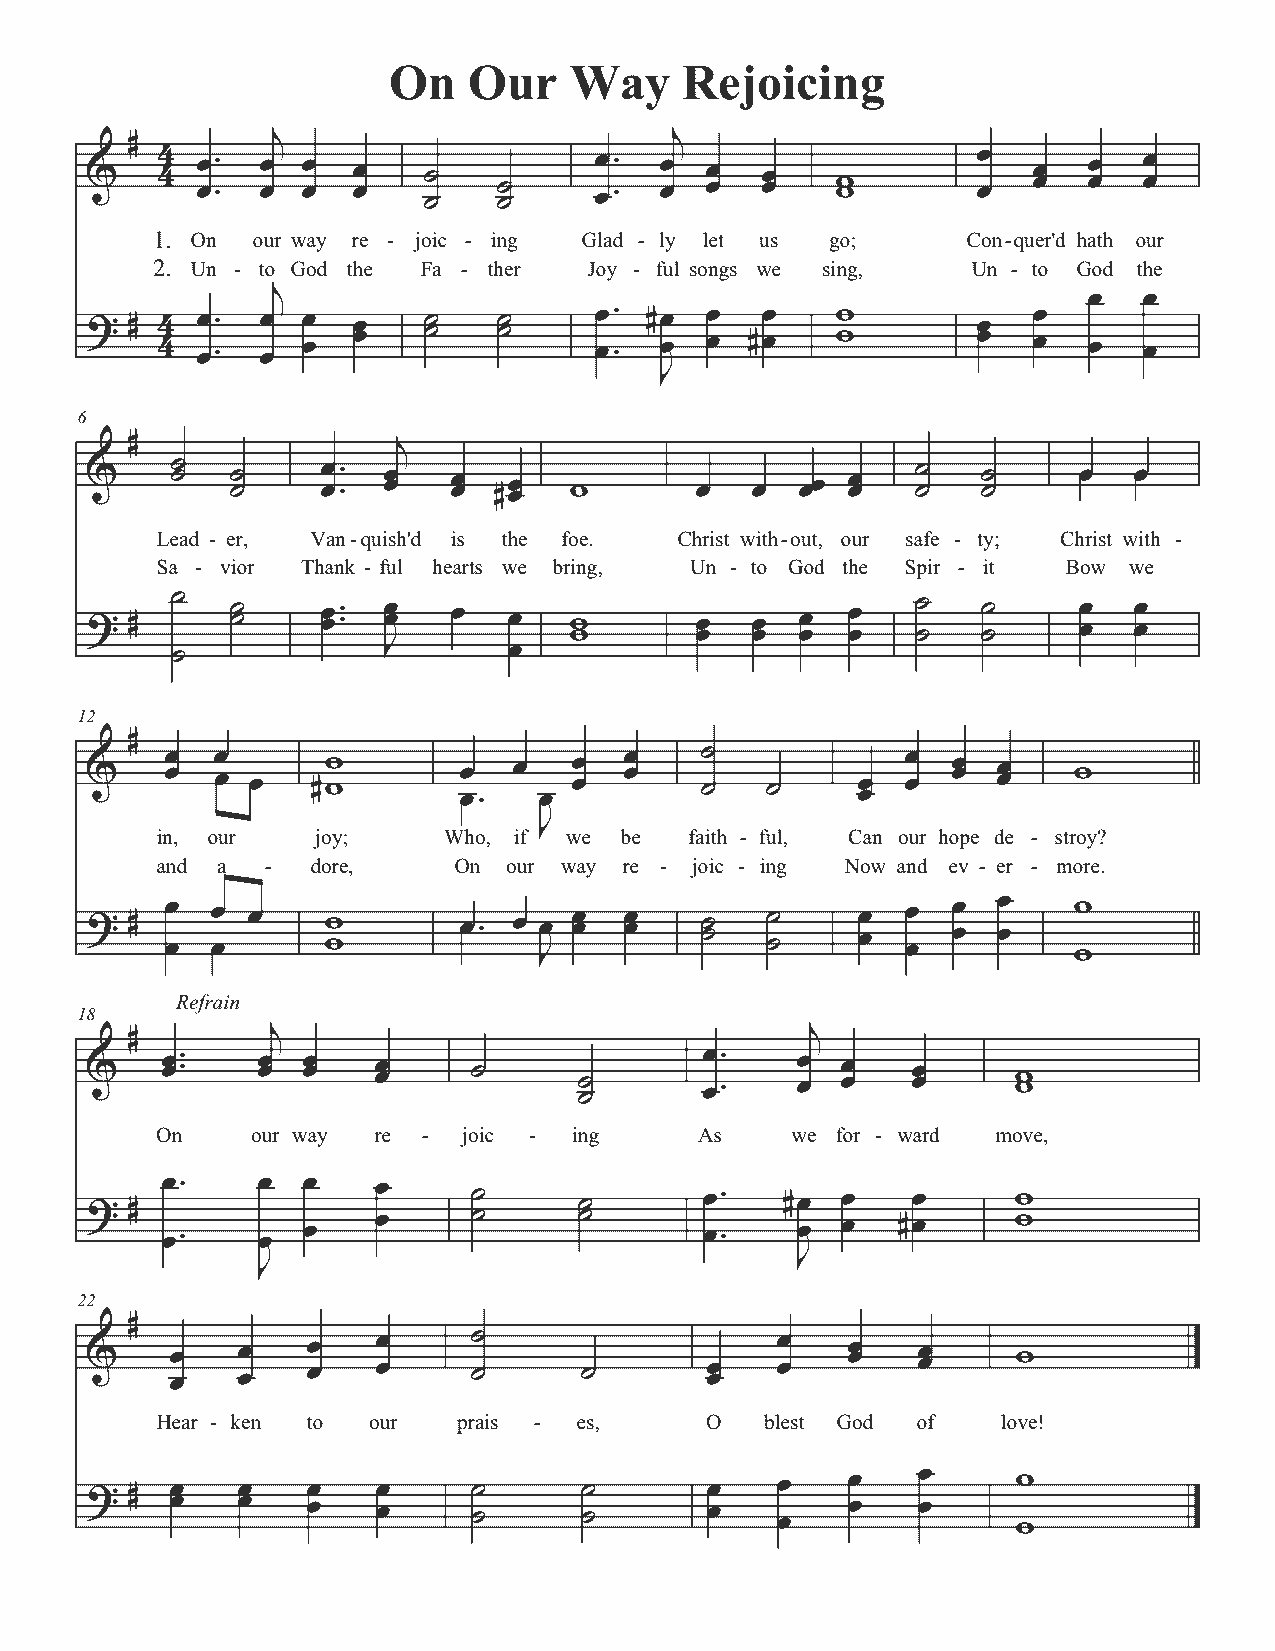 On Our Way Rejoicing
1. On our way re - joic - ing Glad - ly let us go; Con - quer'd hath our
2. Un - to God the Fa - ther Joy - ful songs we sing, Un - to God the
6
Lead - er, Van - quish'd is the foe. Christ with - out, our safe - ty; Christ with -
Sa - vior Thank - ful hearts we bring, Un - to God the Spir - it Bow we
12
in, our joy; Who, if we be faith - ful, Can our hope de - stroy?
and a - dore, On our way re - joic - ing Now and ev - er - more.
Refrain
18
On our way re - joic - ing As we for - ward move,
22
Hear - ken to our prais - es, O blest God of love!